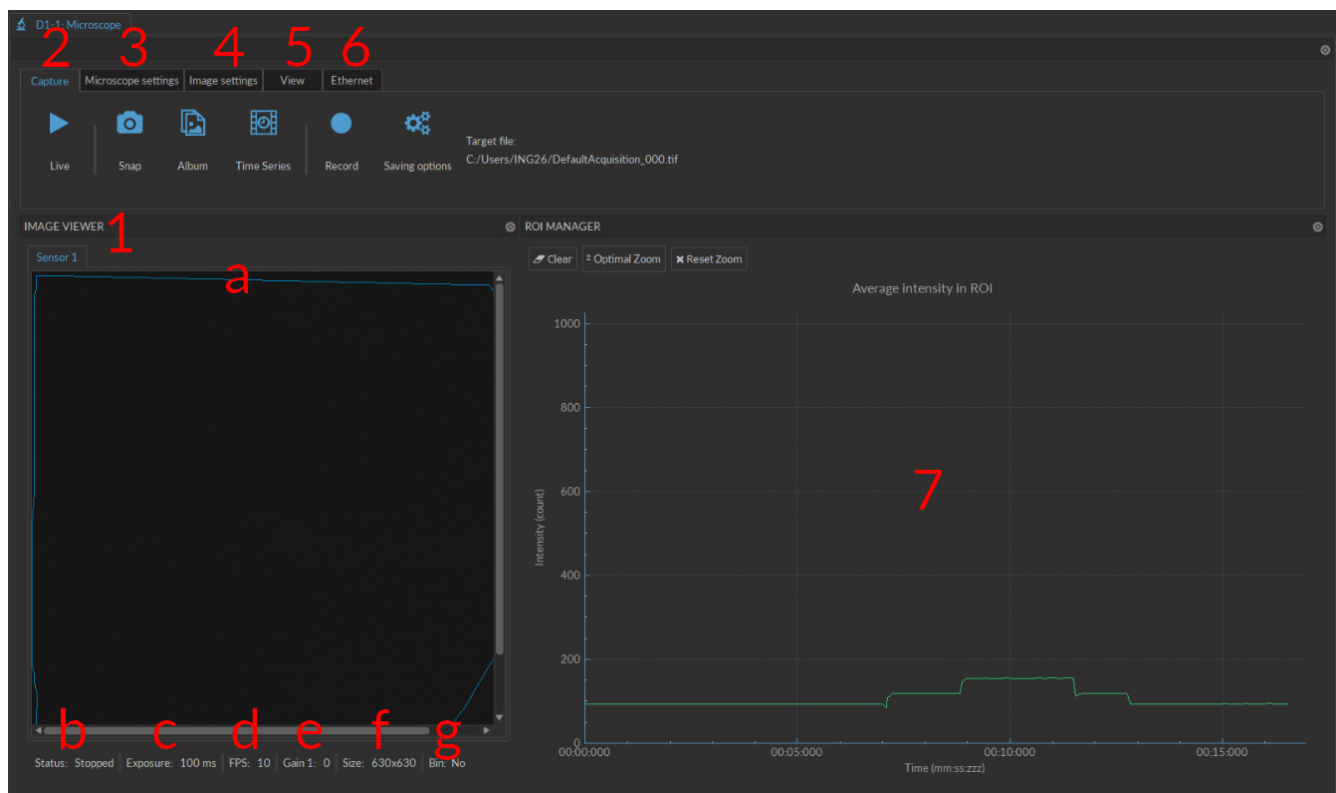 D1-1: Microscope
2 3 4 5 6
Capture Microscope settings Image settings View Ethernet
Live Snap Album Time Series Record Saving options
Target file:
C:/Users/ING26/DefaultAcquisition_000.tif
IMAGE VIEWER
1
Sensor 1
a
b c d e f g
Status: Stopped Exposure: 100 ms FPS: 10 Gain 1: 0 Size: 630x630 Bin: No
ROI MANAGER
Clear Optimal Zoom Reset Zoom
Average intensity in ROI
1000
800
600
400
200
0
Intensity (count)
7
00:00:000 00:05:000 00:10:000 00:15:000
Time (mm:ss:zzz)